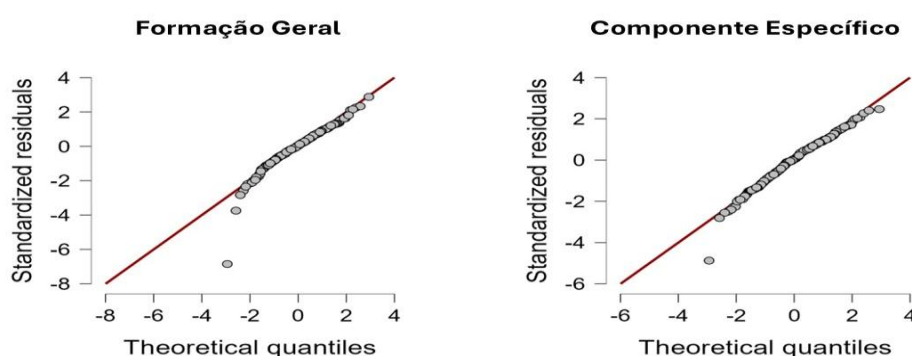 Formação Geral
Standardized residuals
4
2
0
-2
-4
-6
-8
-8 -6 -4 -2 0 2 4
Theoretical quantiles
Componente Específico
Standardized residuals
4
2
0
-2
-4
-6
-6 -4 -2 0 2 4
Theoretical quantiles